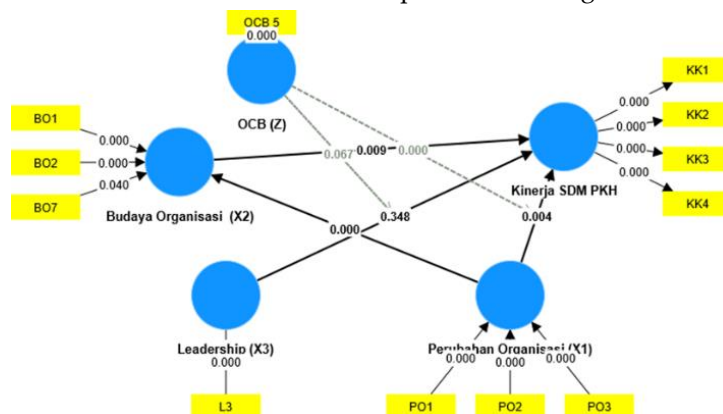 OCB 5
0.000
OCB (Z)
BO1
BO2
BO7
0.000
0.000
0.040
Budaya Organisasi (X2)
0.067
0.009
0.000
KK1
KK2
KK3
KK4
0.000
0.000
0.000
0.000
Kinerja SDM PKH
0.348
0.004
0.000
Leadership (X3)
0.000
L3
Perubahan Organisasi (X1)
0.000
0.000
0.000
PO1
PO2
PO3